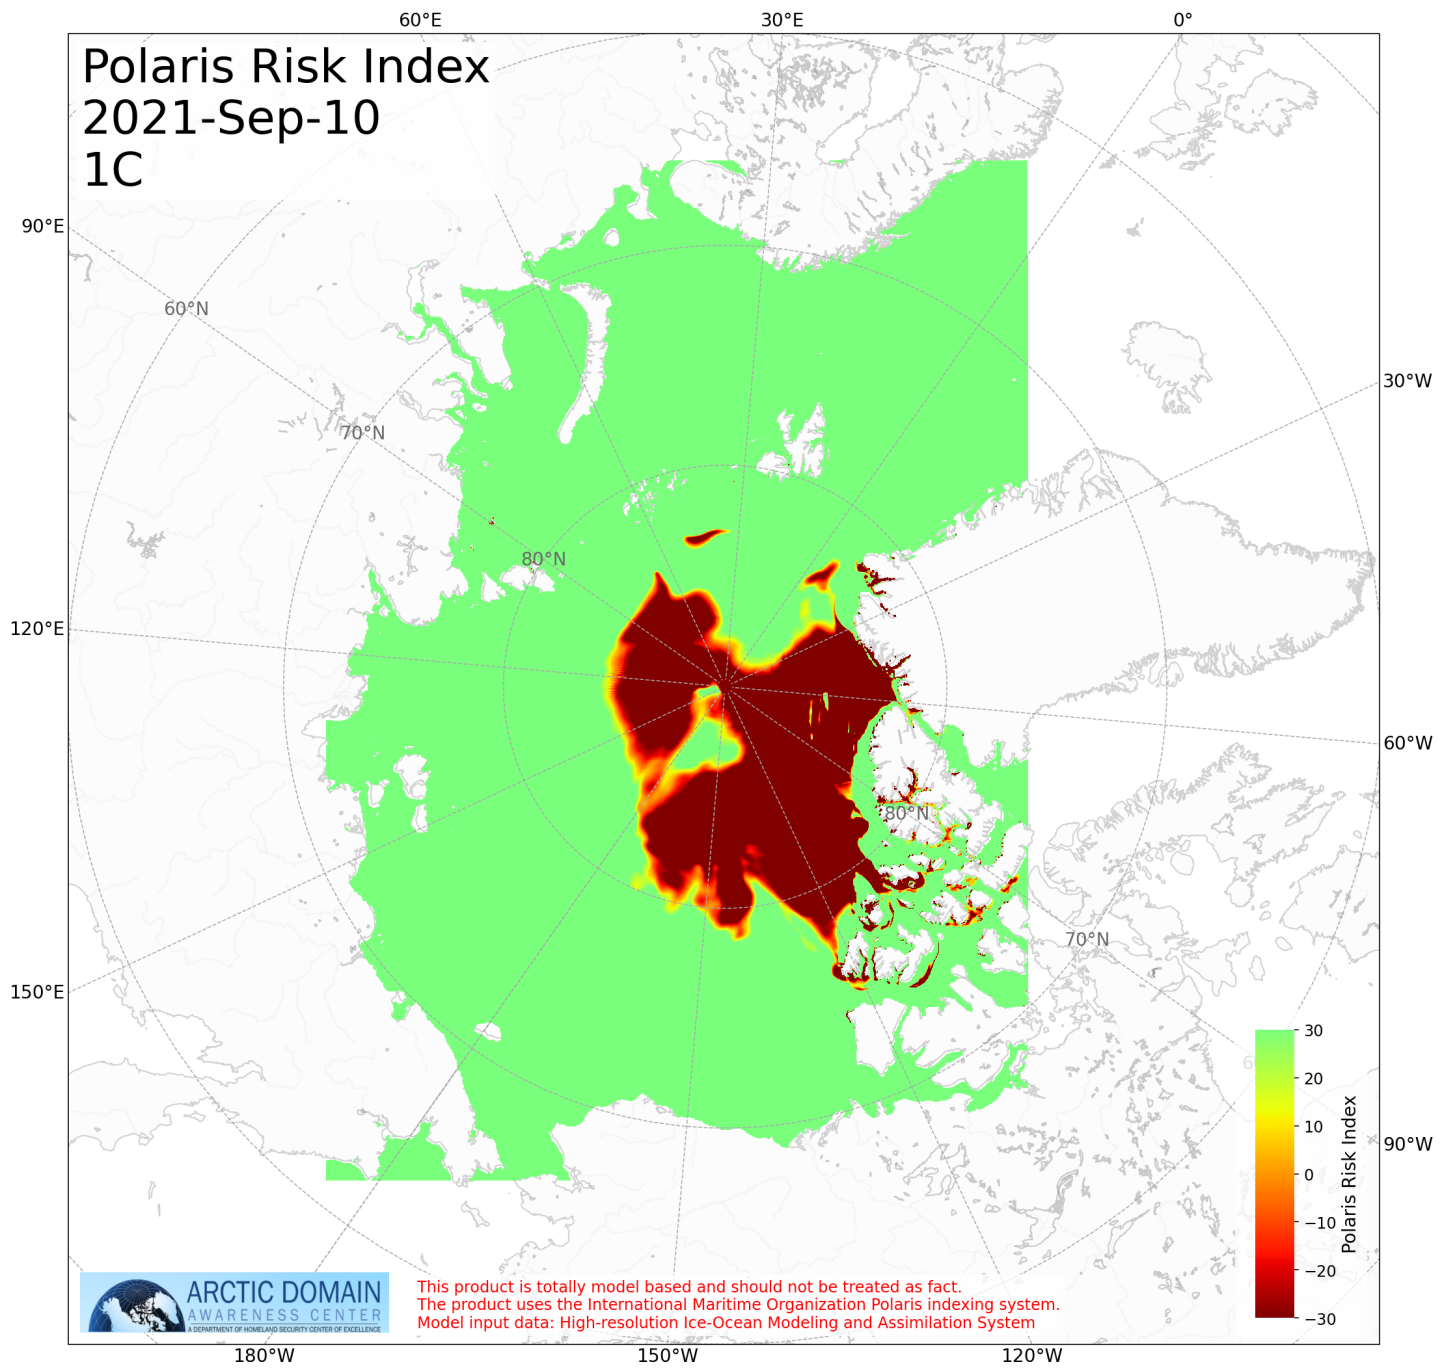 60°E
30°E
0°
Polaris Risk Index
2021-Sep-10
1C
90°E
60°N
30°W
70°N
80°N
120°E
60°W
80°N
70°N
150°E
30
20
10
0
−10
−20
−30
Polaris Risk Index
90°W
ARCTIC DOMAIN
AWARENESS CENTER
A DEPARTMENT OF HOMELAND SECURITY CENTER OF EXCELLENCE
This product is totally model based and should not be treated as fact.
The product uses the International Maritime Organization Polaris indexing system.
Model input data: High-resolution Ice-Ocean Modeling and Assimilation System
180°W
150°W
120°W